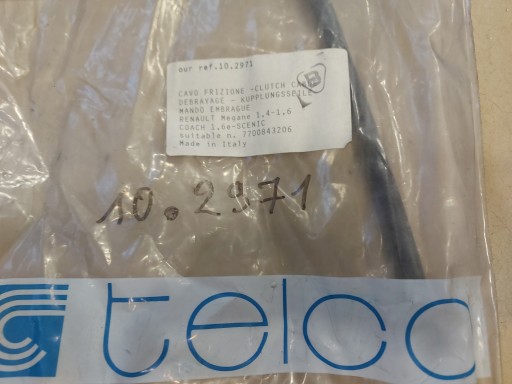 our ref.10.2971
CAVO FRIZIONE -CLUTCH CABLE
DEBRAYAGE - KUPPLUNGSSEILE
MANDO EMBRAGUE
RENAULT Megane 1.4-1.6
COACH 1.6e-SCENIC
suitable n. 7700843206
Made in Italy
B
10.2971
telco